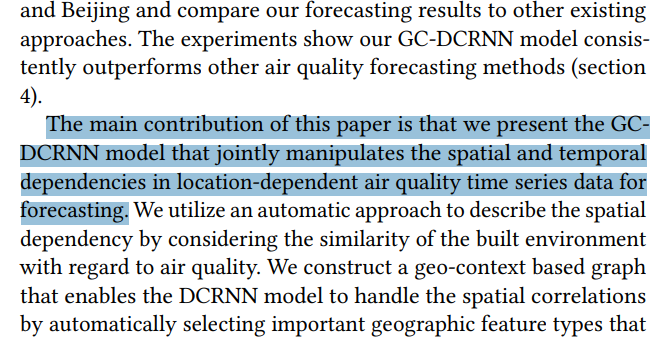 and Beijing and compare our forecasting results to other existing
approaches. The experiments show our GC-DCRNN model consis-
tently outperforms other air quality forecasting methods (section
4).
The main contribution of this paper is that we present the GC-
DCRNN model that jointly manipulates the spatial and temporal
dependencies in location-dependent air quality time series data for
forecasting. We utilize an automatic approach to describe the spatial
dependency by considering the similarity of the built environment
with regard to air quality. We construct a geo-context based graph
that enables the DCRNN model to handle the spatial correlations
by automatically selecting important geographic feature types that